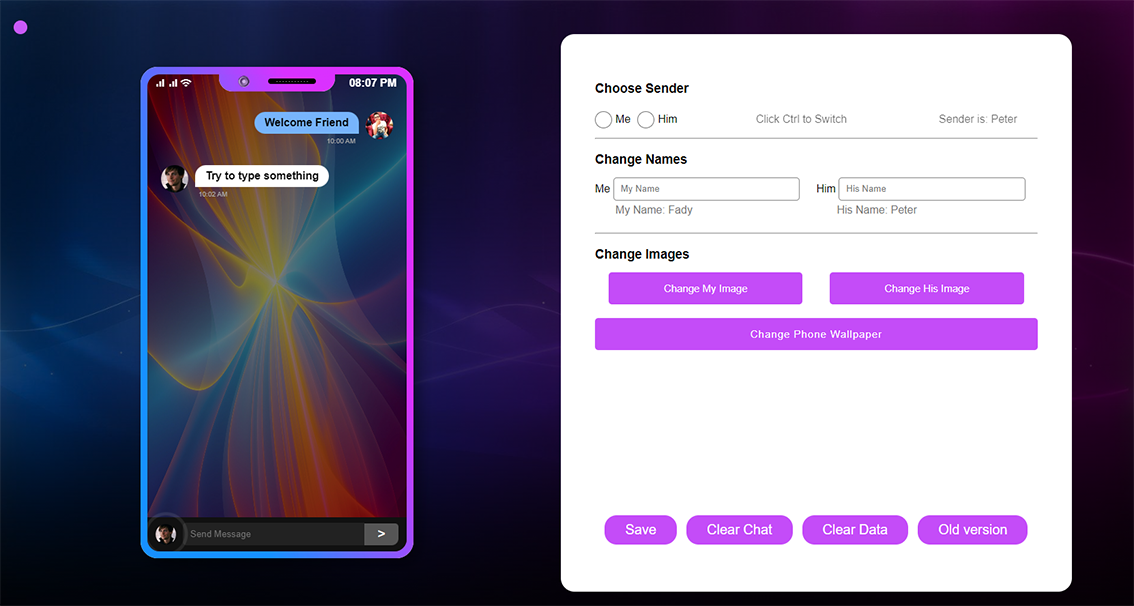 08:07 PM
Welcome Friend
10:00 AM
Try to type something
10:02 AM
Send Message
>
Choose Sender
Me Him Click Ctrl to Switch Sender is: Peter
Change Names
Me My Name Him His Name
My Name: Fady His Name: Peter
Change Images
Change My Image Change His Image
Change Phone Wallpaper
Save Clear Chat Clear Data Old version